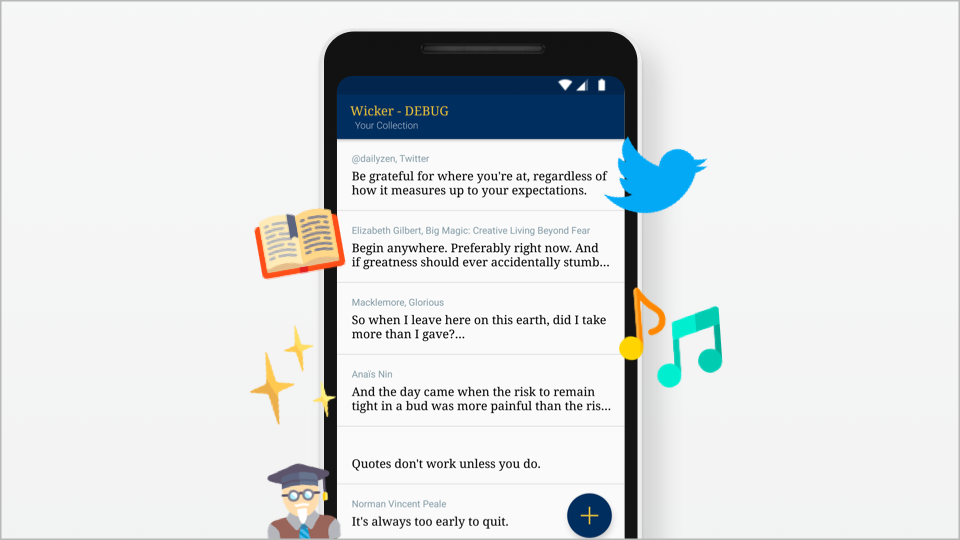 Wicker - DEBUG
Your Collection
@dailyzen, Twitter
Be grateful for where you're at, regardless of
how it measures up to your expectations.
Elizabeth Gilbert, Big Magic: Creative Living Beyond Fear
Begin anywhere. Preferably right now. And
if greatness should ever accidentally stumb...
Macklemore, Glorious
So when I leave here on this earth, did I take
more than I gave?...
Anaïs Nin
And the day came when the risk to remain
tight in a bud was more painful than the ris...
Quotes don't work unless you do.
Norman Vincent Peale
It's always too early to quit.